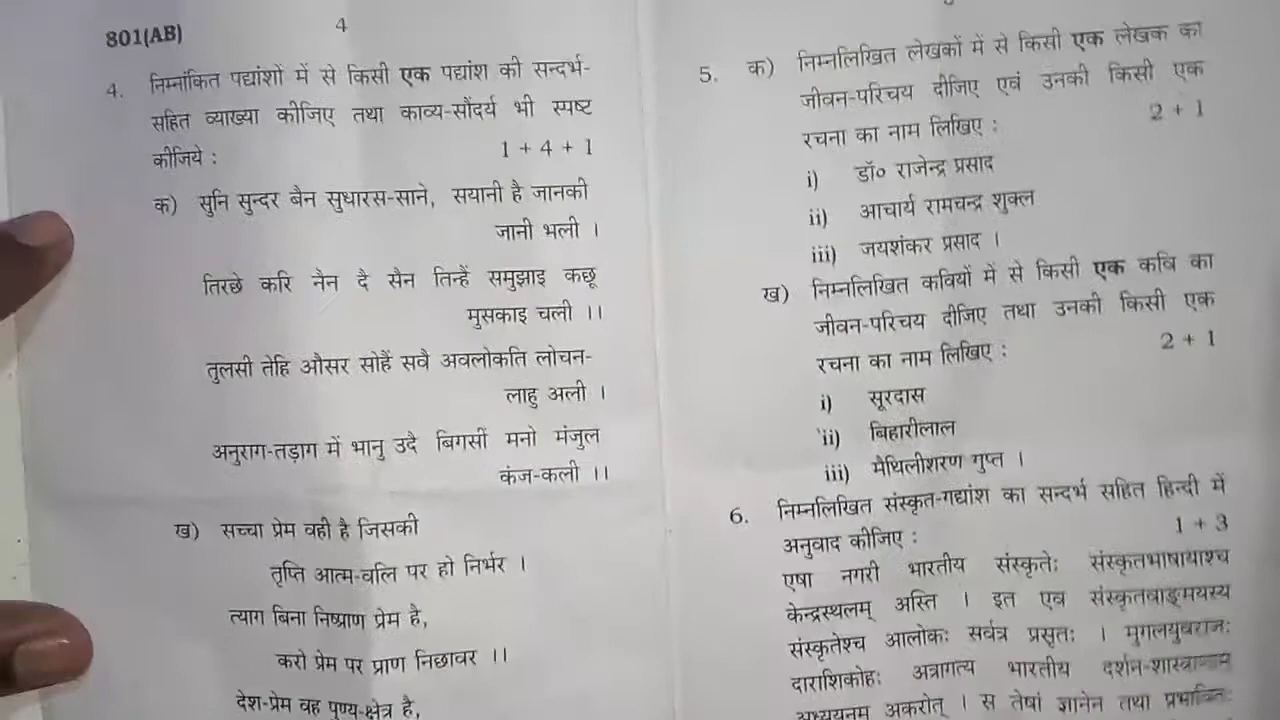 801(AB)
4
4. निम्नांकित पद्यांशों में से किसी एक पद्यांश की सन्दर्भ-
सहित व्याख्या कीजिए तथा काव्य-सौंदर्य भी स्पष्ट
कीजिये : 1 + 4 + 1
क) सुनि सुन्दर बैन सुधारस-साने, सयानी है जानकी
जानी भली ।
तिरछे करि नैन दै सैन तिन्हैं समुझाइ कछू
मुसकाइ चली ।।
तुलसी तेहि औसर सोहैं सवै अवलोकति लोचन-
लाहु अली ।
अनुराग-तड़ाग में भानु उदै बिगसीं मनो मंजुल
कंज-कली ।।
ख) सच्चा प्रेम वही है जिसकी
तृप्ति आत्म-वलि पर हो निर्भर ।
त्याग बिना निष्प्राण प्रेम है,
करो प्रेम पर प्राण निछावर ।।
देश-प्रेम वह पुण्य-क्षेत्र है,
5. क) निम्नलिखित लेखकों में से किसी एक लेखक का
जीवन-परिचय दीजिए एवं उनकी किसी एक
रचना का नाम लिखिए : 2 + 1
i) डॉ० राजेन्द्र प्रसाद
ii) आचार्य रामचन्द्र शुक्ल
iii) जयशंकर प्रसाद ।
ख) निम्नलिखित कवियों में से किसी एक कवि का
जीवन-परिचय दीजिए तथा उनकी किसी एक
रचना का नाम लिखिए : 2 + 1
i) सूरदास
ii) बिहारीलाल
iii) मैथिलीशरण गुप्त ।
6. निम्नलिखित संस्कृत-गद्यांश का सन्दर्भ सहित हिन्दी में
अनुवाद कीजिए : 1 + 3
एषा नगरी भारतीय संस्कृतेः संस्कृतभाषायाश्च
केन्द्रस्थलम् अस्ति । इत एव संस्कृतवाङ्मयस्य
संस्कृतेश्च आलोकः सर्वत्र प्रसृतः । मुगलयुवराजः
दाराशिकोहः अत्रागत्य भारतीय दर्शन-शास्त्राणाम्
अध्ययनम् अकरोत् । स तेषां ज्ञानेन तथा प्रभावितः